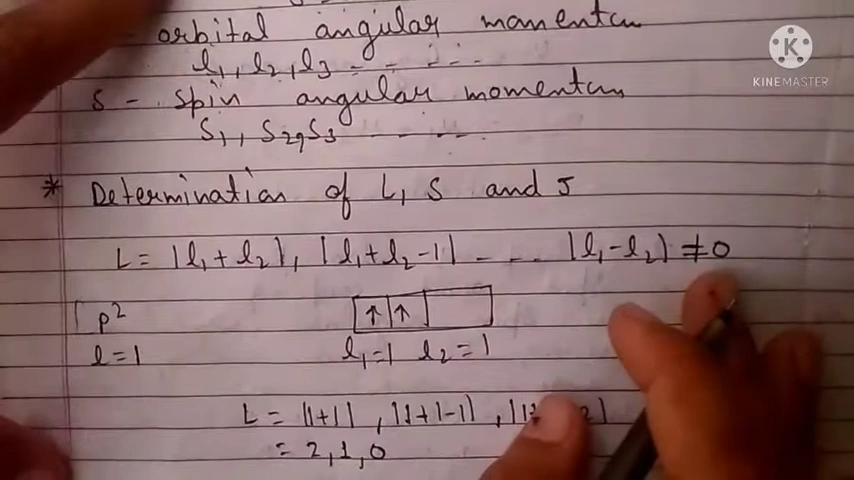 - orbital angular momentum
l₁, l₂, l₃ - - - - -
s - spin angular momentum
s₁, s₂, s₃ - - - - -
* Determination of L, S and J
L = |l₁ + l₂|, |l₁ + l₂ - 1| - - - |l₁ - l₂| ≠ 0
p²
↑ ↑
l = 1
l₁ = 1 l₂ = 1
L = |1+1|, |1+1-1|,
= 2, 1, 0
KINEMASTER